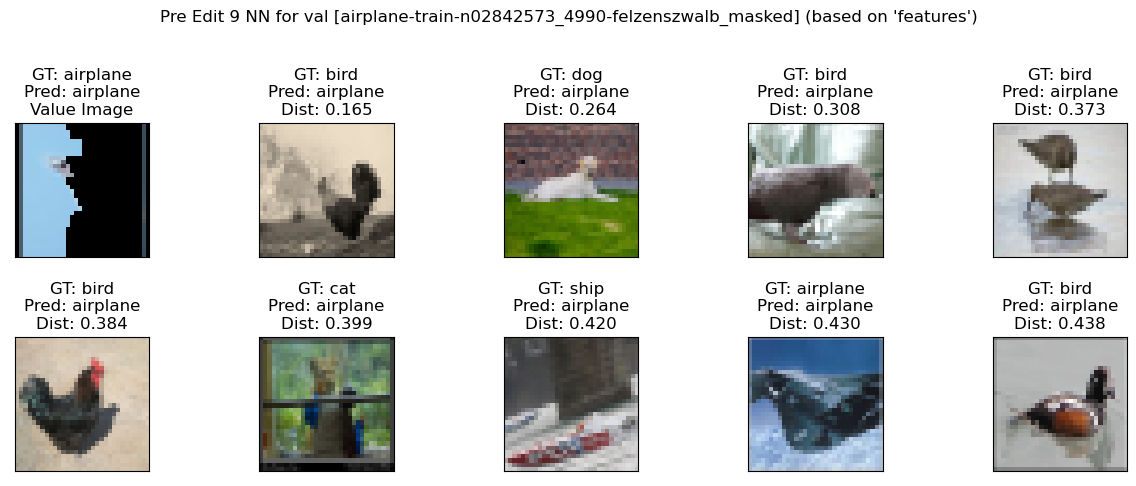 Pre Edit 9 NN for val [airplane-train-n02842573_4990-felzenszwalb_masked] (based on 'features')
GT: airplane
Pred: airplane
Value Image
GT: bird
Pred: airplane
Dist: 0.165
GT: dog
Pred: airplane
Dist: 0.264
GT: bird
Pred: airplane
Dist: 0.308
GT: bird
Pred: airplane
Dist: 0.373
GT: bird
Pred: airplane
Dist: 0.384
GT: cat
Pred: airplane
Dist: 0.399
GT: ship
Pred: airplane
Dist: 0.420
GT: airplane
Pred: airplane
Dist: 0.430
GT: bird
Pred: airplane
Dist: 0.438